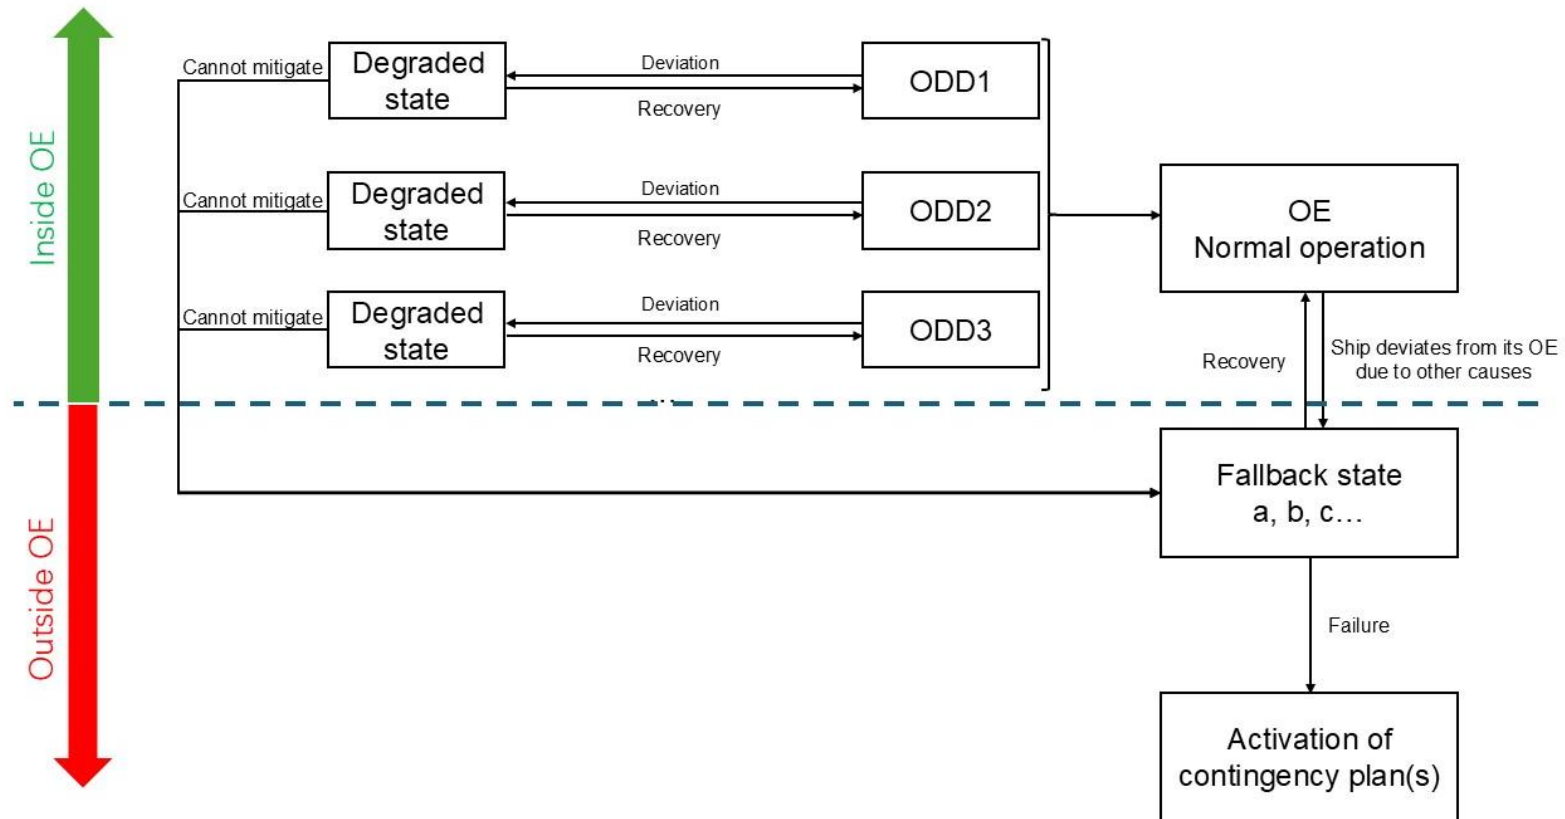 Inside OE
Cannot mitigate
Degraded
state
Deviation
Recovery
ODD1
Cannot mitigate
Degraded
state
Deviation
Recovery
ODD2
OE
Normal operation
Cannot mitigate
Degraded
state
Deviation
Recovery
ODD3
...
Recovery
Ship deviates from its OE
due to other causes
Outside OE
Fallback state
a, b, c...
Failure
Activation of
contingency plan(s)